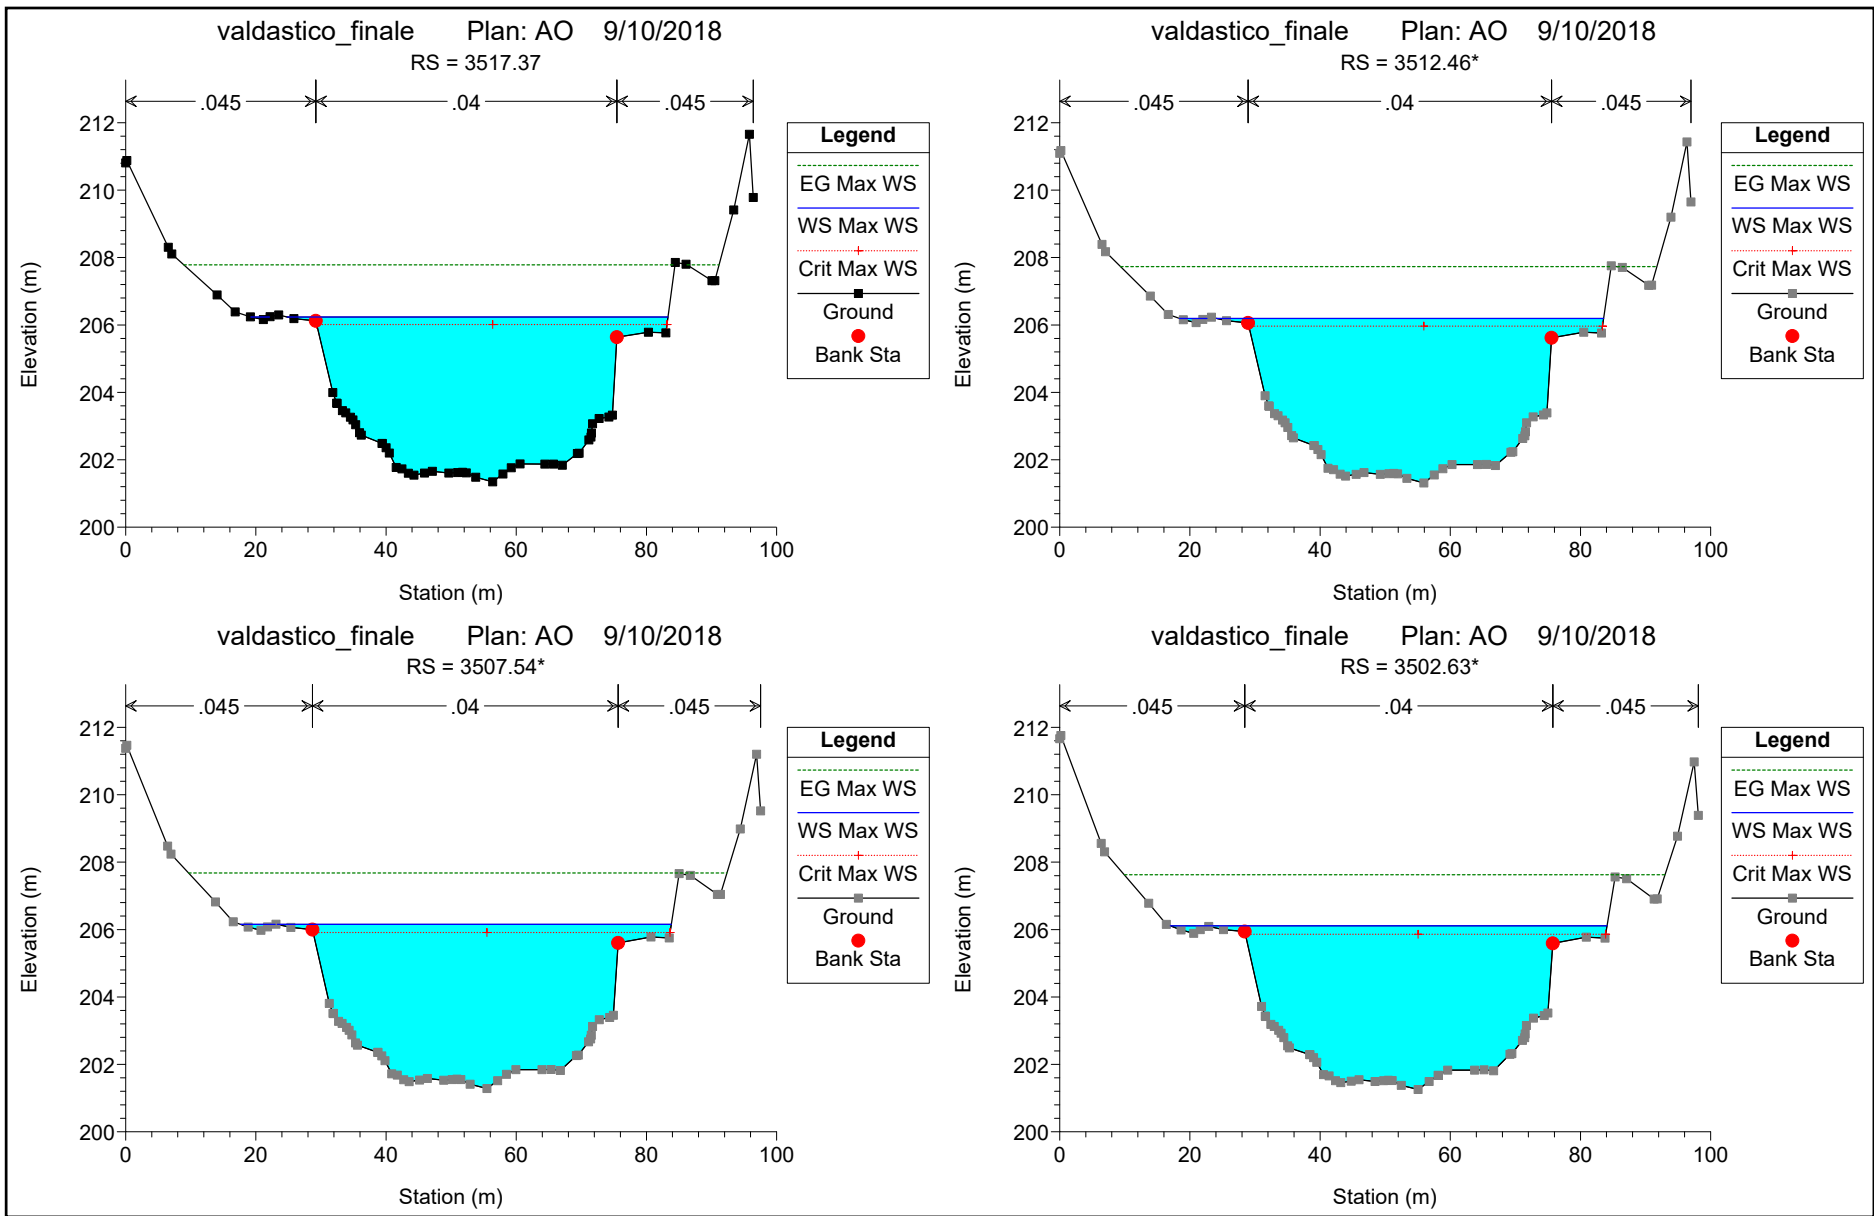 valdastico_finale Plan: AO 9/10/2018
RS = 3517.37
.045 .04 .045
212
210
208
206
204
202
200
0 20 40 60 80 100
Elevation (m)
Station (m)
Legend
EG Max WS
WS Max WS
Crit Max WS
Ground
Bank Sta
valdastico_finale Plan: AO 9/10/2018
RS = 3512.46*
.045 .04 .045
212
210
208
206
204
202
200
0 20 40 60 80 100
Elevation (m)
Station (m)
Legend
EG Max WS
WS Max WS
Crit Max WS
Ground
Bank Sta
valdastico_finale Plan: AO 9/10/2018
RS = 3507.54*
.045 .04 .045
212
210
208
206
204
202
200
0 20 40 60 80 100
Elevation (m)
Station (m)
Legend
EG Max WS
WS Max WS
Crit Max WS
Ground
Bank Sta
valdastico_finale Plan: AO 9/10/2018
RS = 3502.63*
.045 .04 .045
212
210
208
206
204
202
200
0 20 40 60 80 100
Elevation (m)
Station (m)
Legend
EG Max WS
WS Max WS
Crit Max WS
Ground
Bank Sta